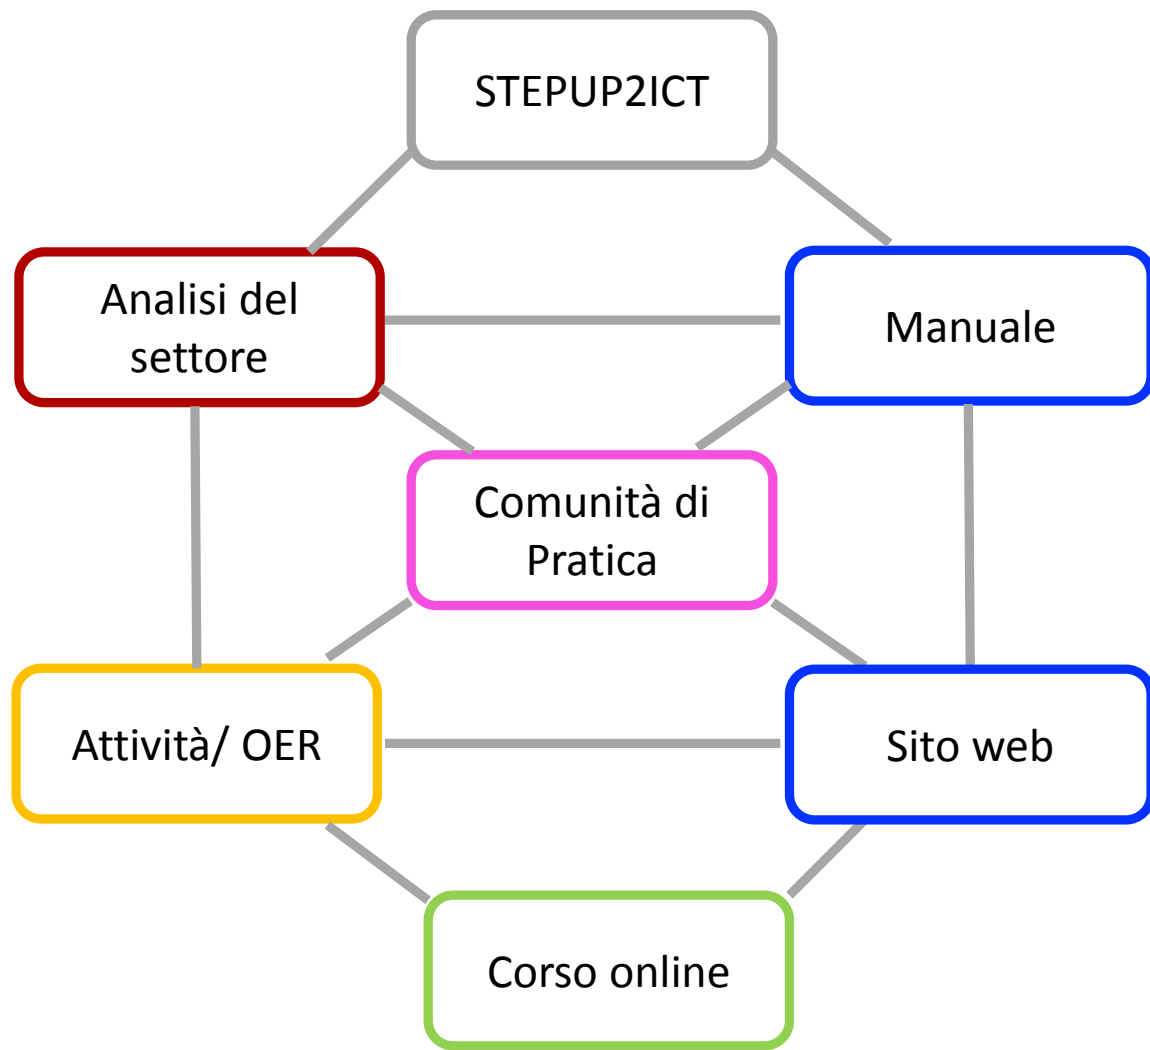 STEPUP2ICT
Analisi del
settore
Manuale
Comunità di
Pratica
Attività/ OER
Sito web
Corso online